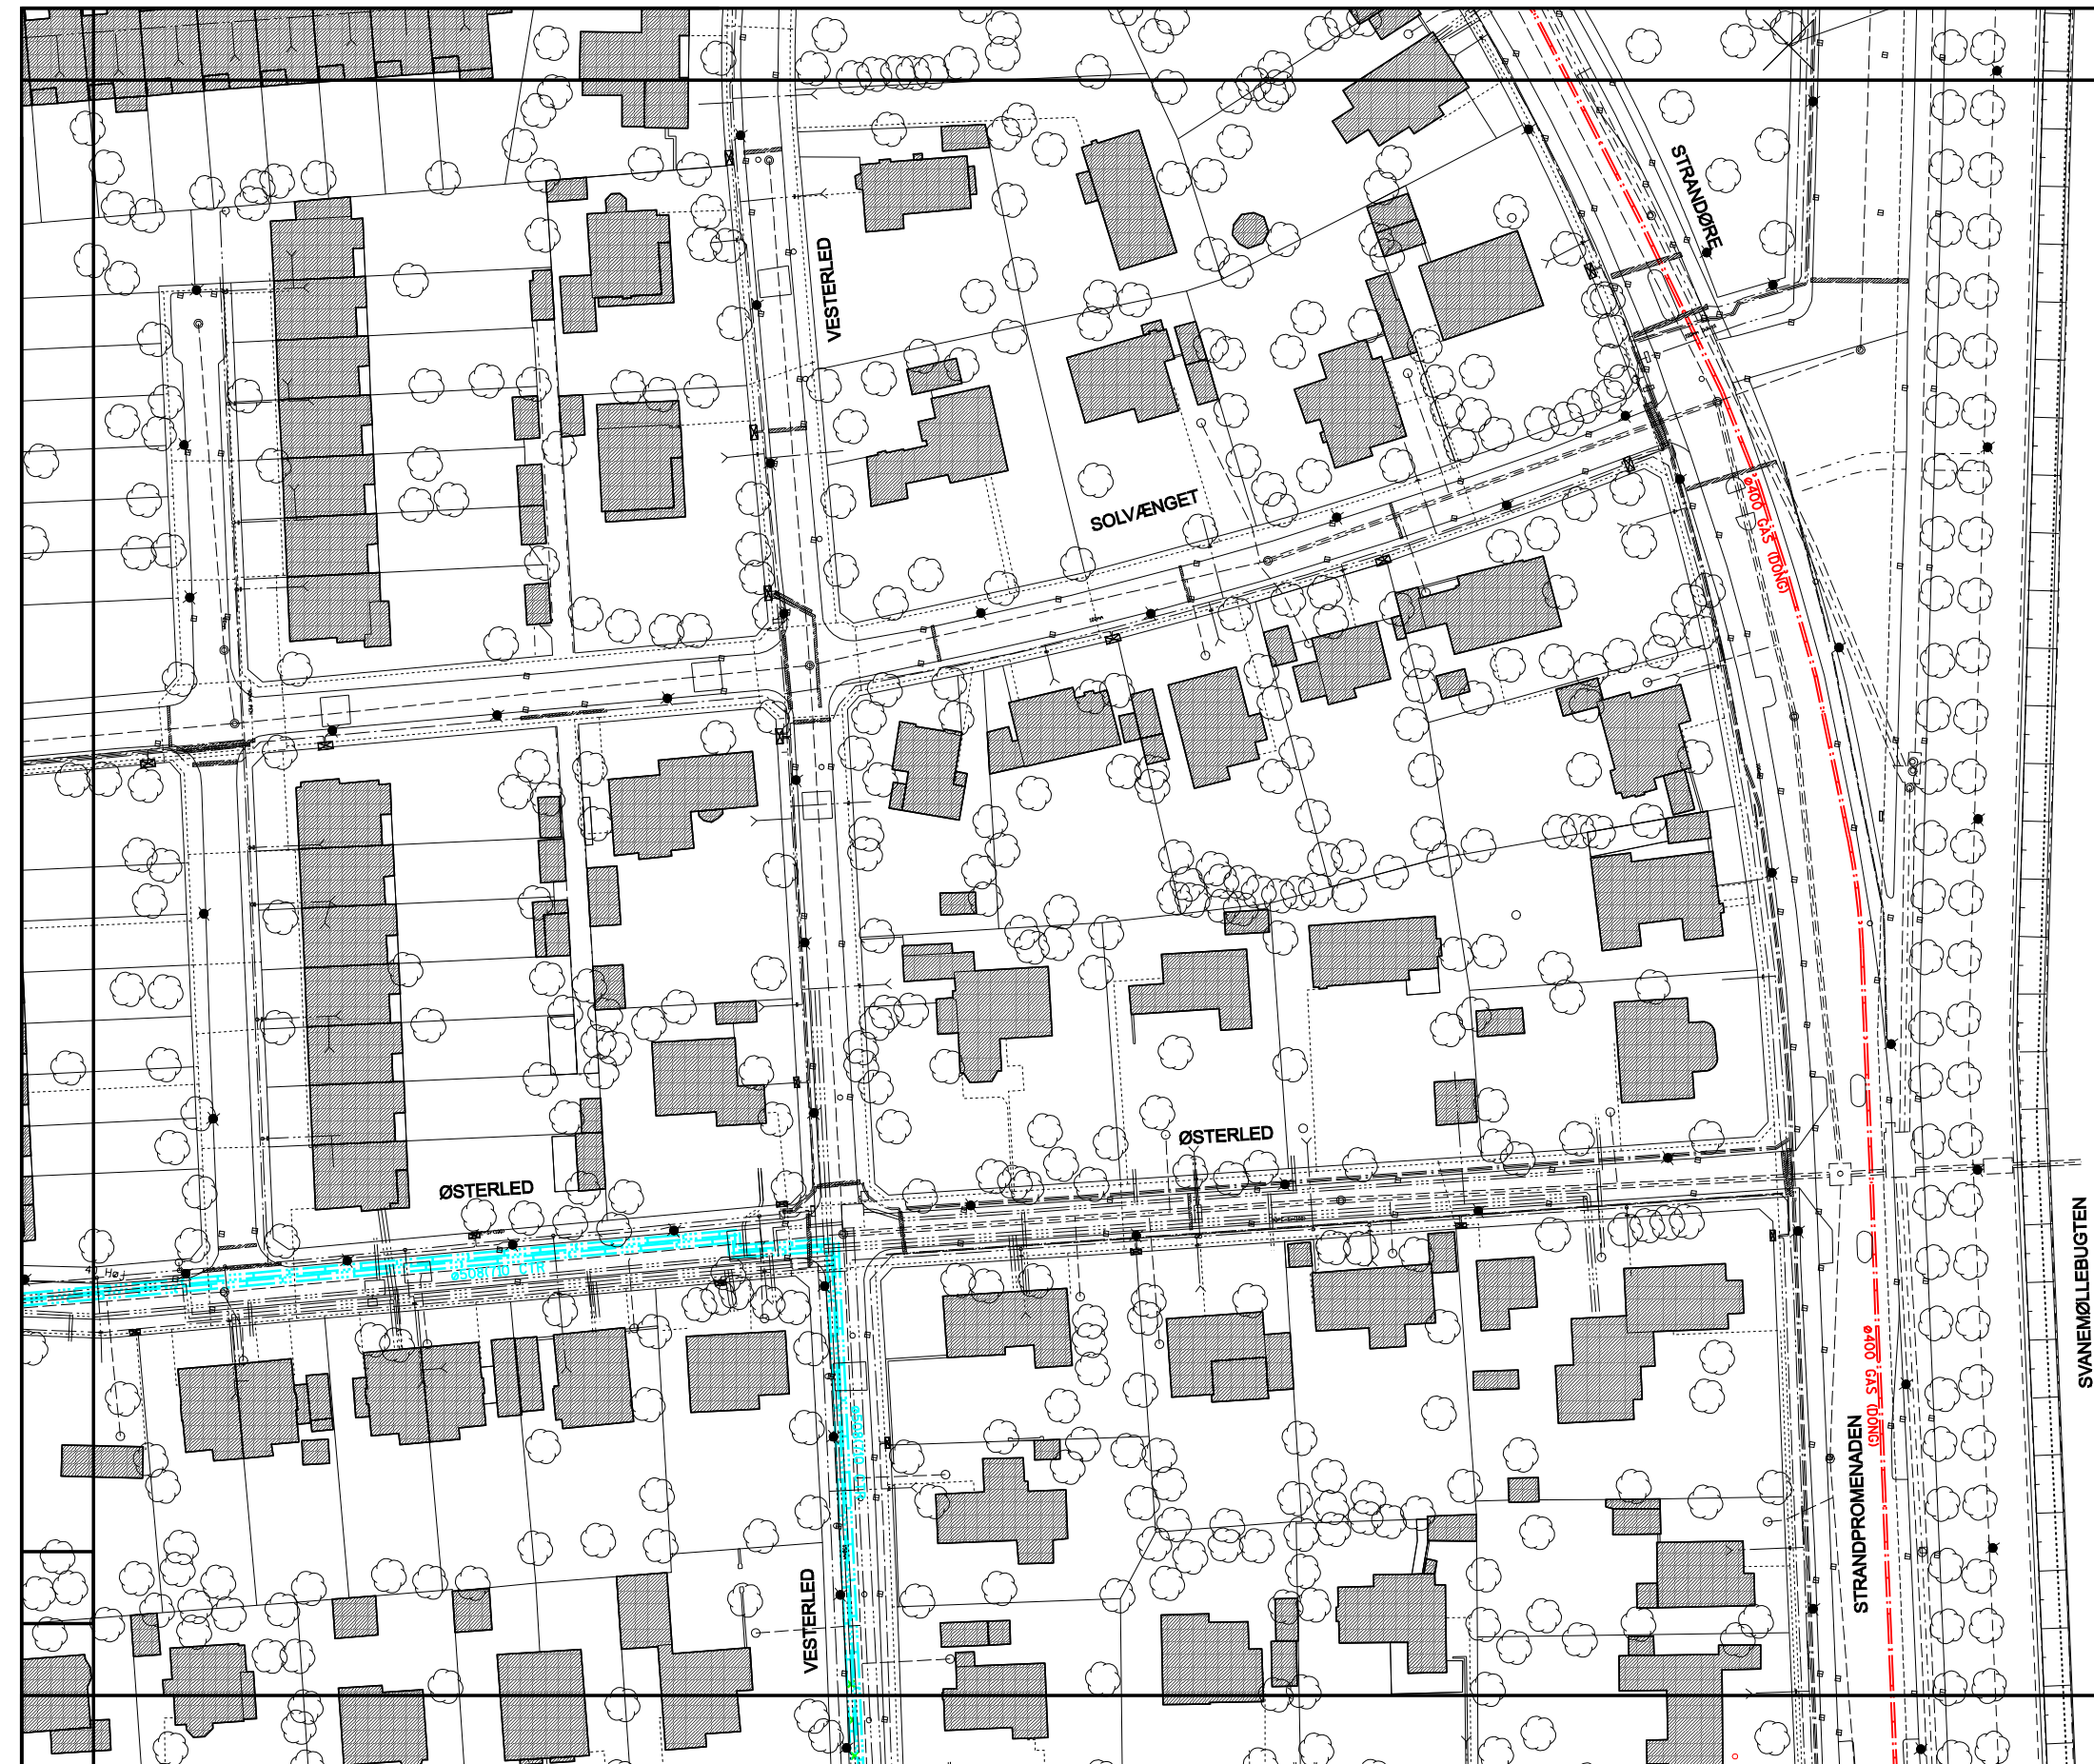 STRANDØRE
VESTERLED
SOLVÆNGET
ø400 GAS (DONG)
ØSTERLED
ØSTERLED
SVANEMØLLEBUGTEN
ø400 GAS (DONG)
STRANDPROMENADEN
VESTERLED